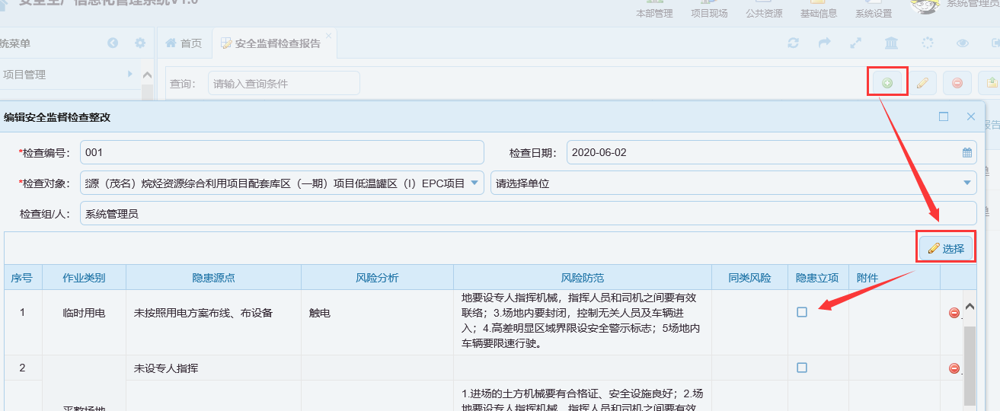 本部管理 项目现场 公共资源 基础信息 系统设置
系统管理员
统菜单 首页 安全监督检查报告
项目管理
查询: 请输入查询条件
编辑安全监督检查整改
报告
*检查编号: 001 检查日期: 2020-06-02
*检查对象: 源（茂名）烷烃资源综合利用项目配套库区（一期）项目低温罐区（I）EPC项目 请选择单位
检查组/人: 系统管理员
选择
序号 作业类别 隐患源点 风险分析 风险防范 同类风险 隐患立项 附件
1 临时用电 未按照用电方案布线、布设备 触电
地要设专人指挥机械，指挥人员和司机之间要有效
联络；3.场地内要封闭，控制无关人员及车辆进
入；4.高差明显区域界限设安全警示标志；5场地内
车辆要限速行驶。
2 未设专人指挥
平整场地
1.进场的土方机械要有合格证、安全设施良好；2.场
地要设专人指挥机械，指挥人员和司机之间要有效